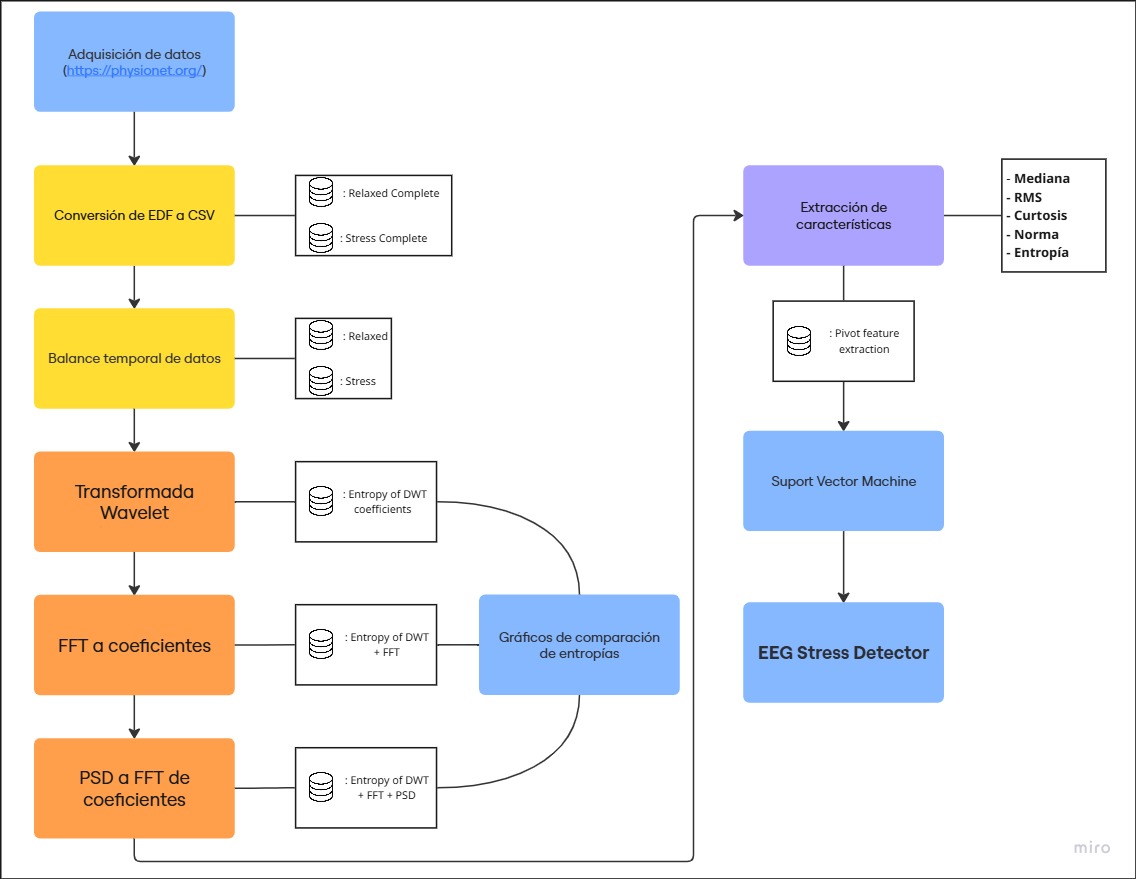 Adquisición de datos
(https://physionet.org/)
Conversión de EDF a CSV
: Relaxed Complete
: Stress Complete
Balance temporal de datos
: Relaxed
: Stress
Transformada
Wavelet
: Entropy of DWT
coefficients
FFT a coeficientes
: Entropy of DWT
+ FFT
Gráficos de comparación
de entropías
PSD a FFT de
coeficientes
: Entropy of DWT
+ FFT + PSD
Extracción de
características
- Mediana
- RMS
- Curtosis
- Norma
- Entropía
: Pivot feature
extraction
Suport Vector Machine
EEG Stress Detector
miro